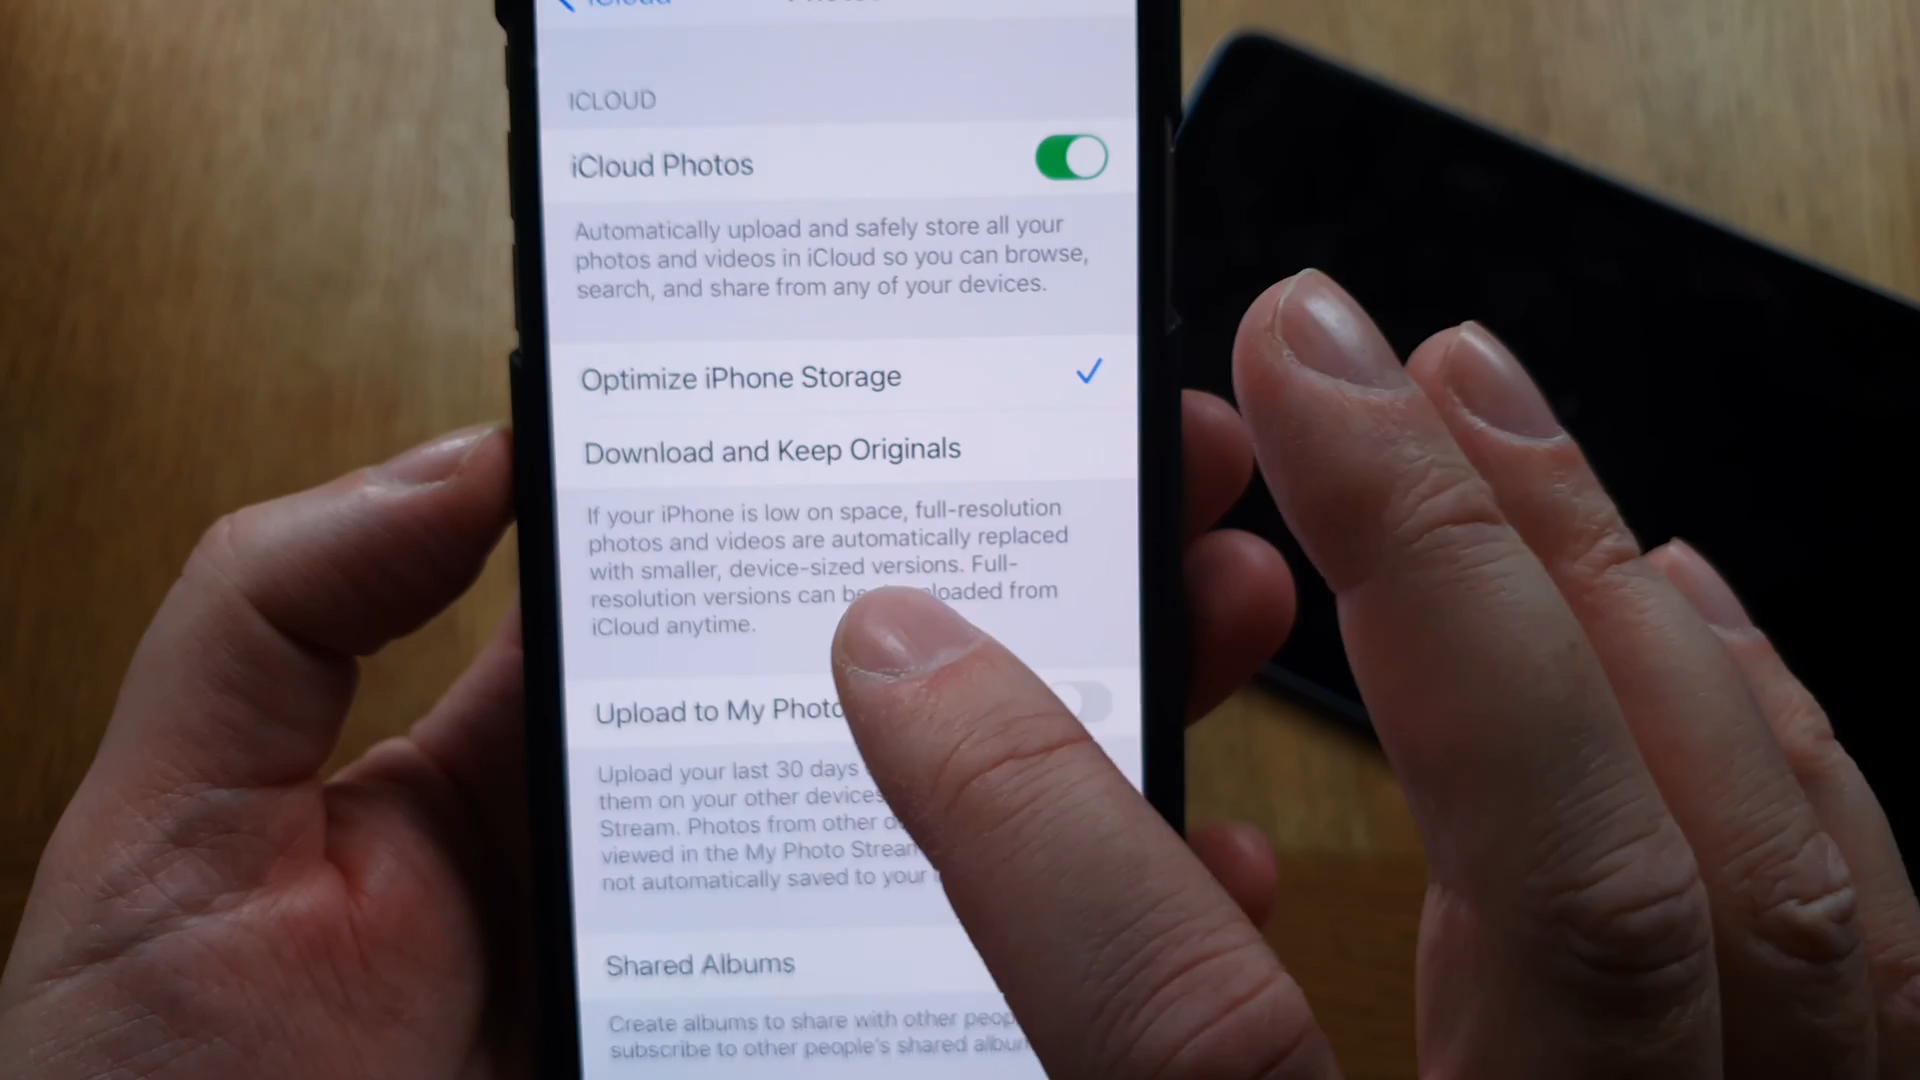 iCloud
ICLOUD
iCloud Photos
Automatically upload and safely store all your
photos and videos in iCloud so you can browse,
search, and share from any of your devices.
Optimize iPhone Storage
Download and Keep Originals
If your iPhone is low on space, full-resolution
photos and videos are automatically replaced
with smaller, device-sized versions. Full-
resolution versions can be loaded from
iCloud anytime.
Upload to My Photo
Upload your last 30 days
them on your other devices
Stream. Photos from other
viewed in the My Photo Stream
not automatically saved to your
Shared Albums
Create albums to share with other
subscribe to other people's shared